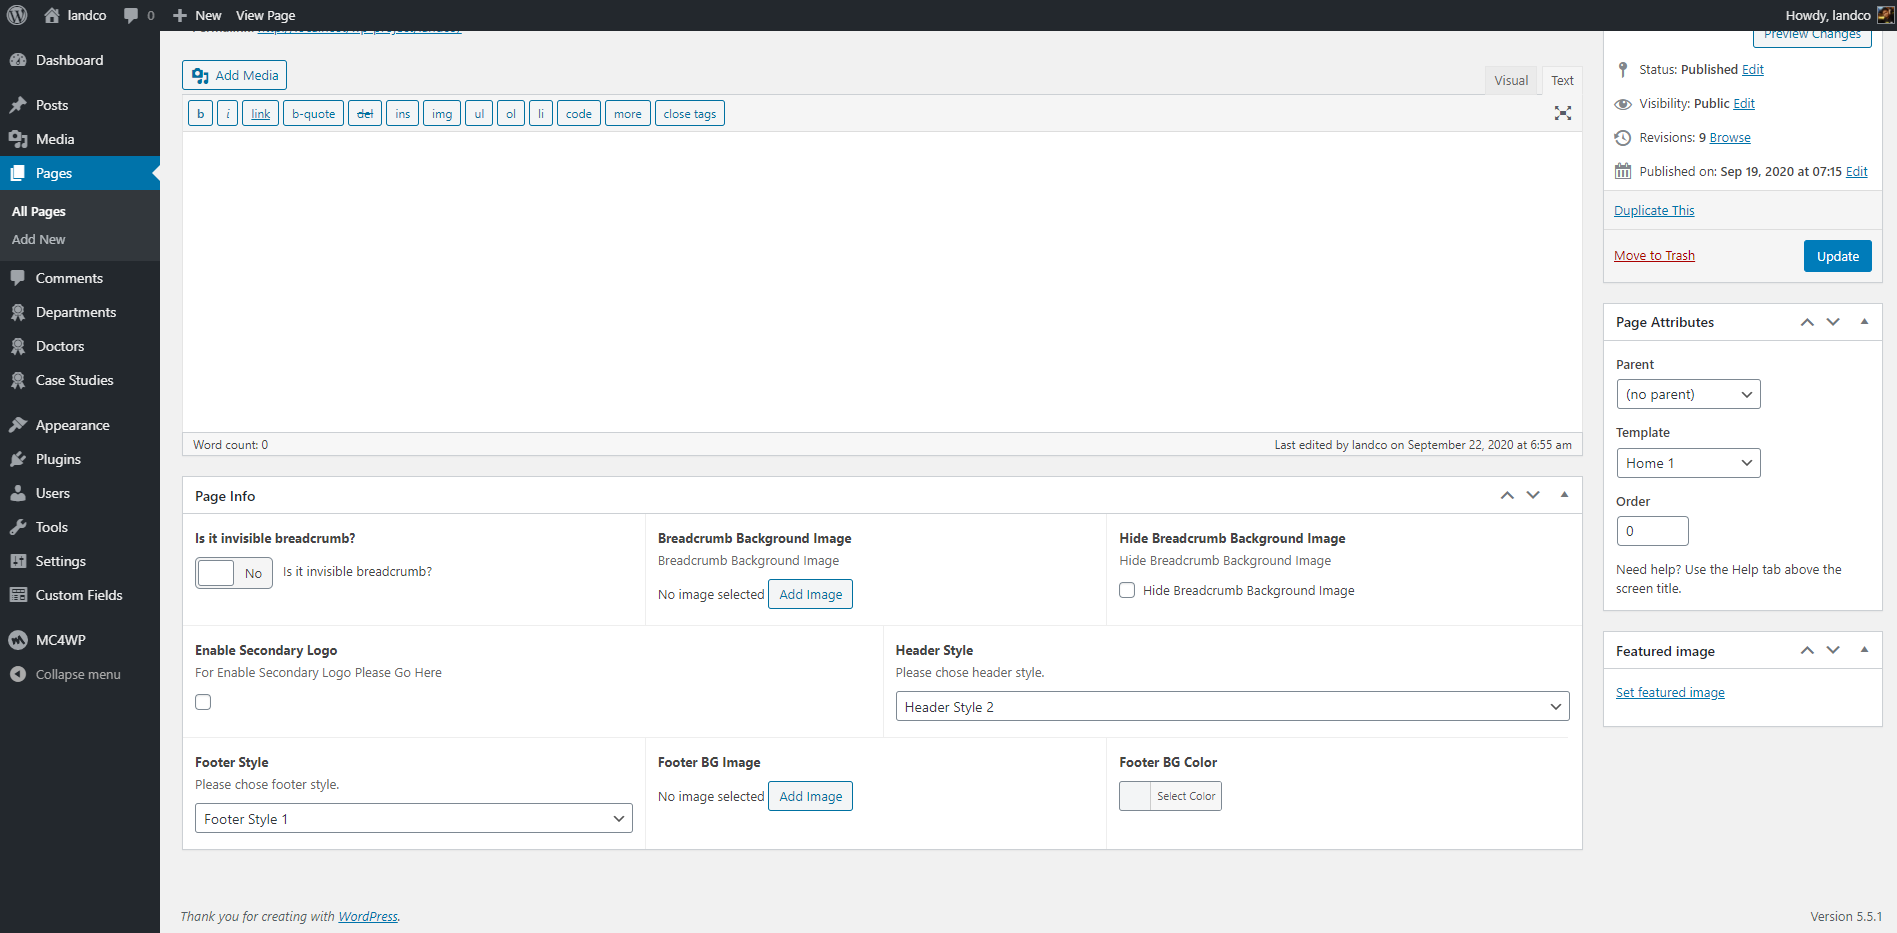 landco
0
New
View Page
Howdy, landco
Dashboard
Posts
Media
Pages
All Pages
Add New
Comments
Departments
Doctors
Case Studies
Appearance
Plugins
Users
Tools
Settings
Custom Fields
MC4WP
Collapse menu
Add Media
Visual
Text
b
i
link
b-quote
del
ins
img
ul
ol
li
code
more
close tags
Word count: 0
Last edited by landco on September 22, 2020 at 6:55 am
Page Info
Is it invisible breadcrumb?
No
Is it invisible breadcrumb?
Breadcrumb Background Image
Breadcrumb Background Image
No image selected
Add Image
Hide Breadcrumb Background Image
Hide Breadcrumb Background Image
Hide Breadcrumb Background Image
Enable Secondary Logo
For Enable Secondary Logo Please Go Here
Header Style
Please chose header style.
Header Style 2
Footer Style
Please chose footer style.
Footer Style 1
Footer BG Image
No image selected
Add Image
Footer BG Color
Select Color
Preview Changes
Status: Published Edit
Visibility: Public Edit
Revisions: 9 Browse
Published on: Sep 19, 2020 at 07:15 Edit
Duplicate This
Move to Trash
Update
Page Attributes
Parent
(no parent)
Template
Home 1
Order
0
Need help? Use the Help tab above the
screen title.
Featured image
Set featured image
Thank you for creating with WordPress.
Version 5.5.1